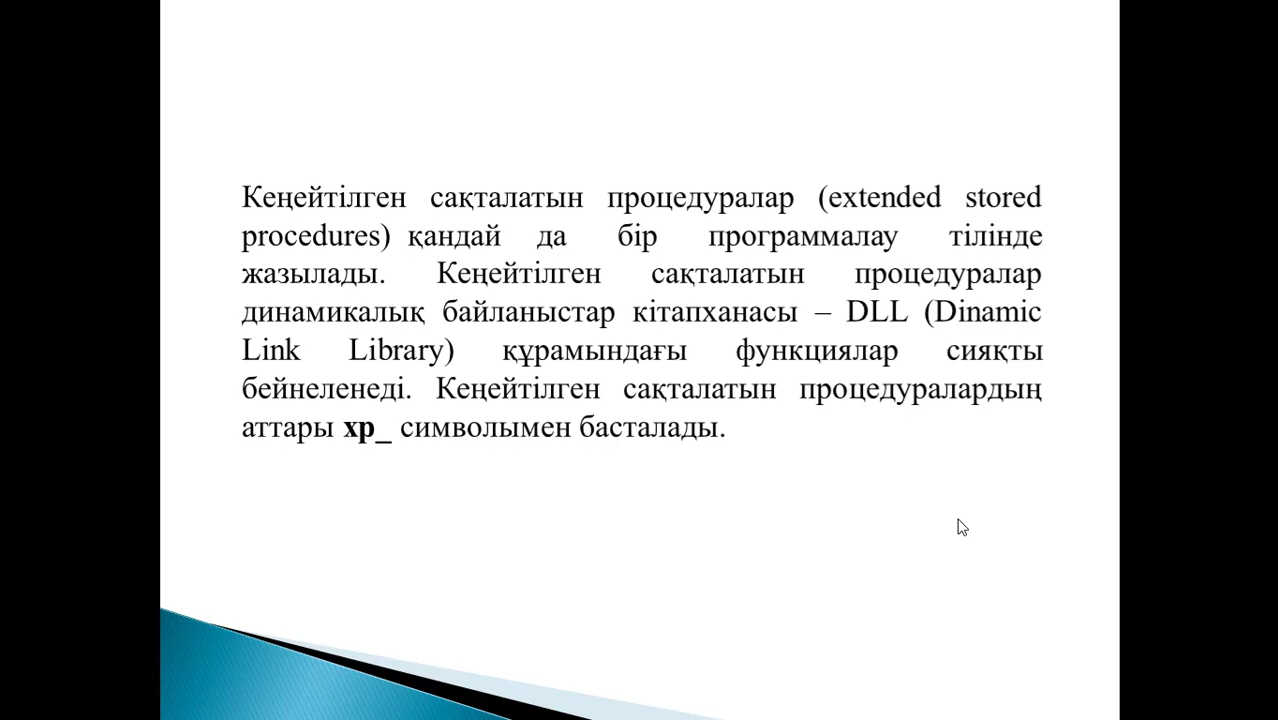 Кеңейтілген сақталатын процедуралар (extended stored
procedures) қандай да бір программалау тілінде
жазылады. Кеңейтілген сақталатын процедуралар
динамикалық байланыстар кітапханасы – DLL (Dinamic
Link Library) құрамындағы функциялар сияқты
бейнеленеді. Кеңейтілген сақталатын процедуралардың
аттары xp_ символымен басталады.